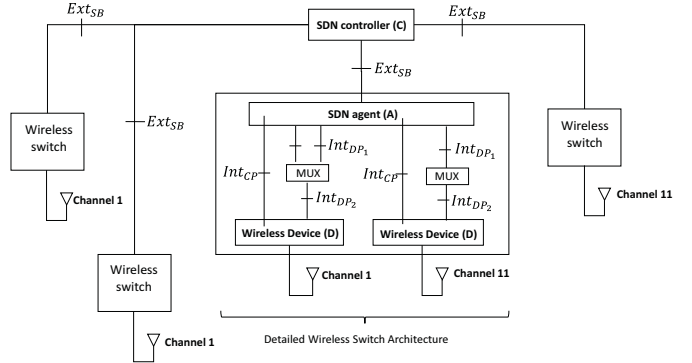 Ext_SB
SDN controller (C)
Ext_SB
Ext_SB
SDN agent (A)
Wireless switch
Ext_SB
Int_DP1
Int_DP1
Wireless switch
Int_CP
MUX
Int_CP
MUX
Channel 1
Int_DP2
Int_DP2
Channel 11
Wireless Device (D)
Wireless Device (D)
Wireless switch
Channel 1
Channel 11
Channel 1
Detailed Wireless Switch Architecture